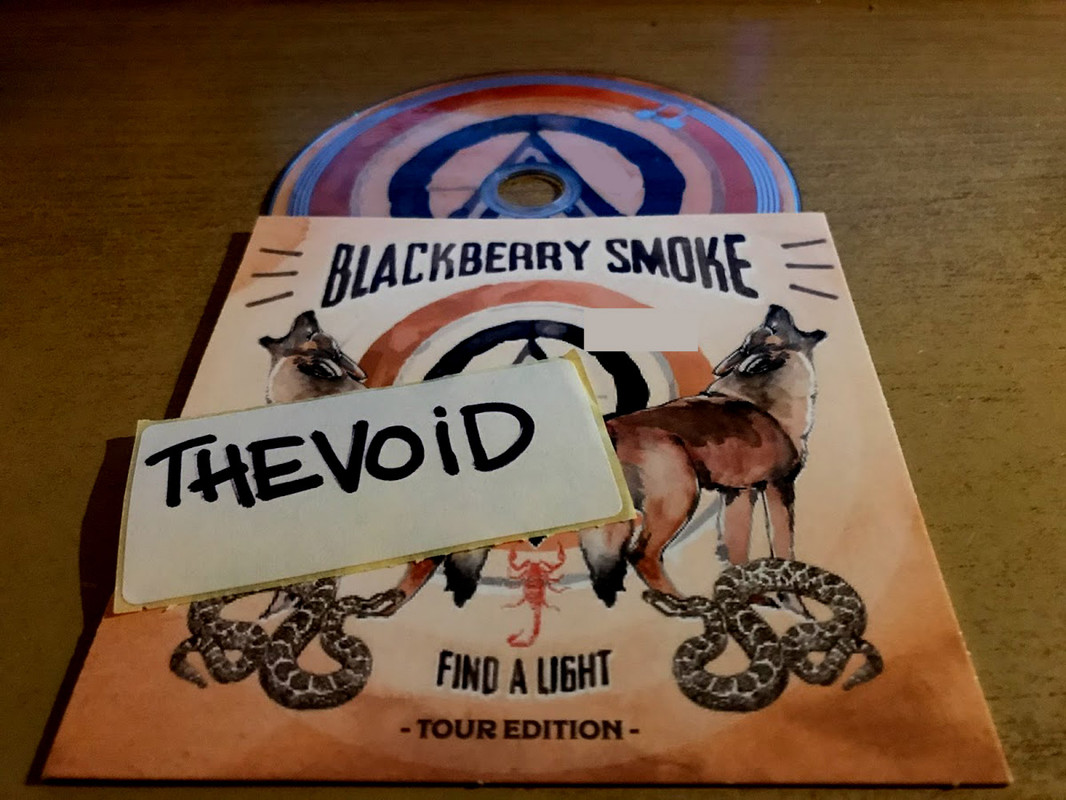 BLACKBERRY SMOKE
THEVOiD
FIND A LIGHT
- TOUR EDITION -